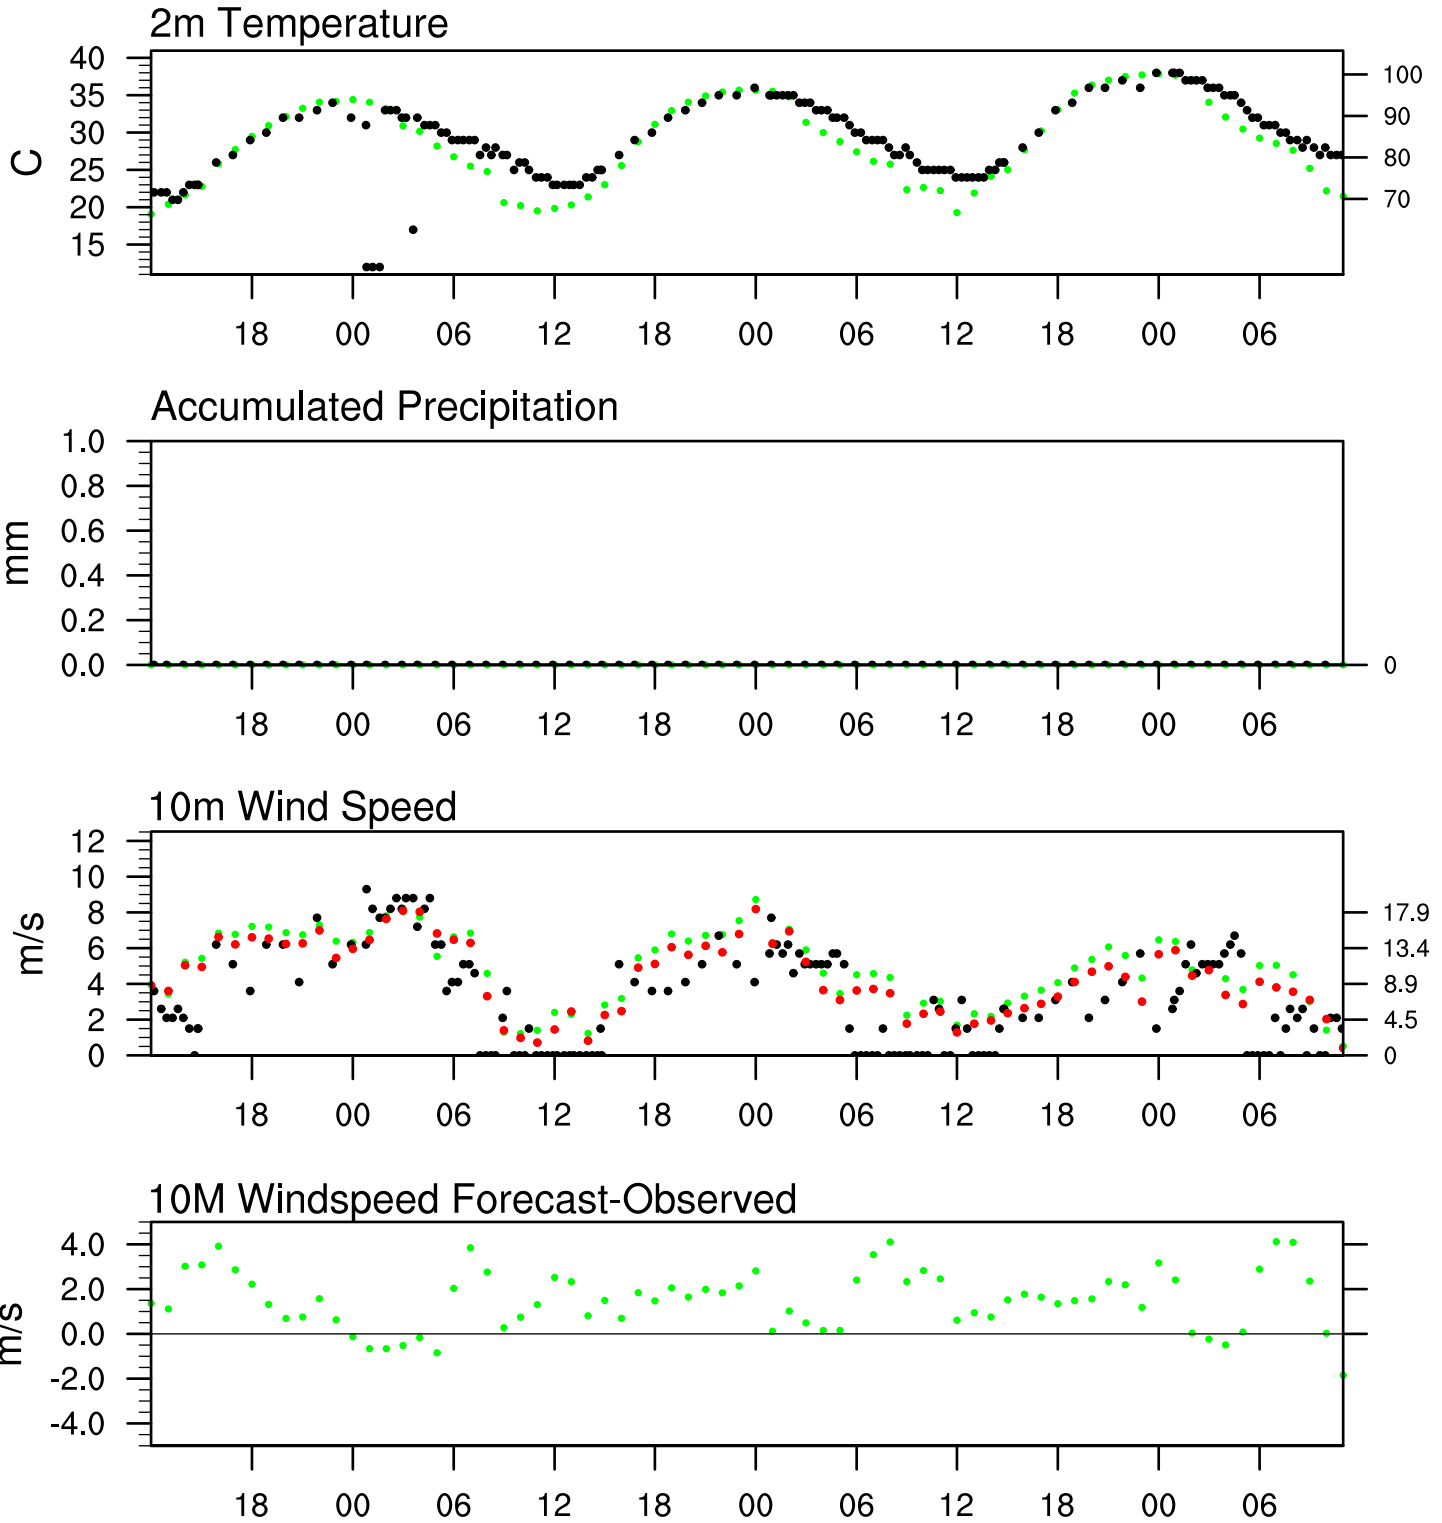 2m Temperature
40
35
30
25
20
15
C
100
90
80
70
18 00 06 12 18 00 06 12 18 00 06
Accumulated Precipitation
1.0
0.8
0.6
0.4
0.2
0.0
mm
0
18 00 06 12 18 00 06 12 18 00 06
10m Wind Speed
12
10
8
6
4
2
0
m/s
17.9
13.4
8.9
4.5
0
18 00 06 12 18 00 06 12 18 00 06
10M Windspeed Forecast-Observed
4.0
2.0
0.0
-2.0
-4.0
m/s
18 00 06 12 18 00 06 12 18 00 06